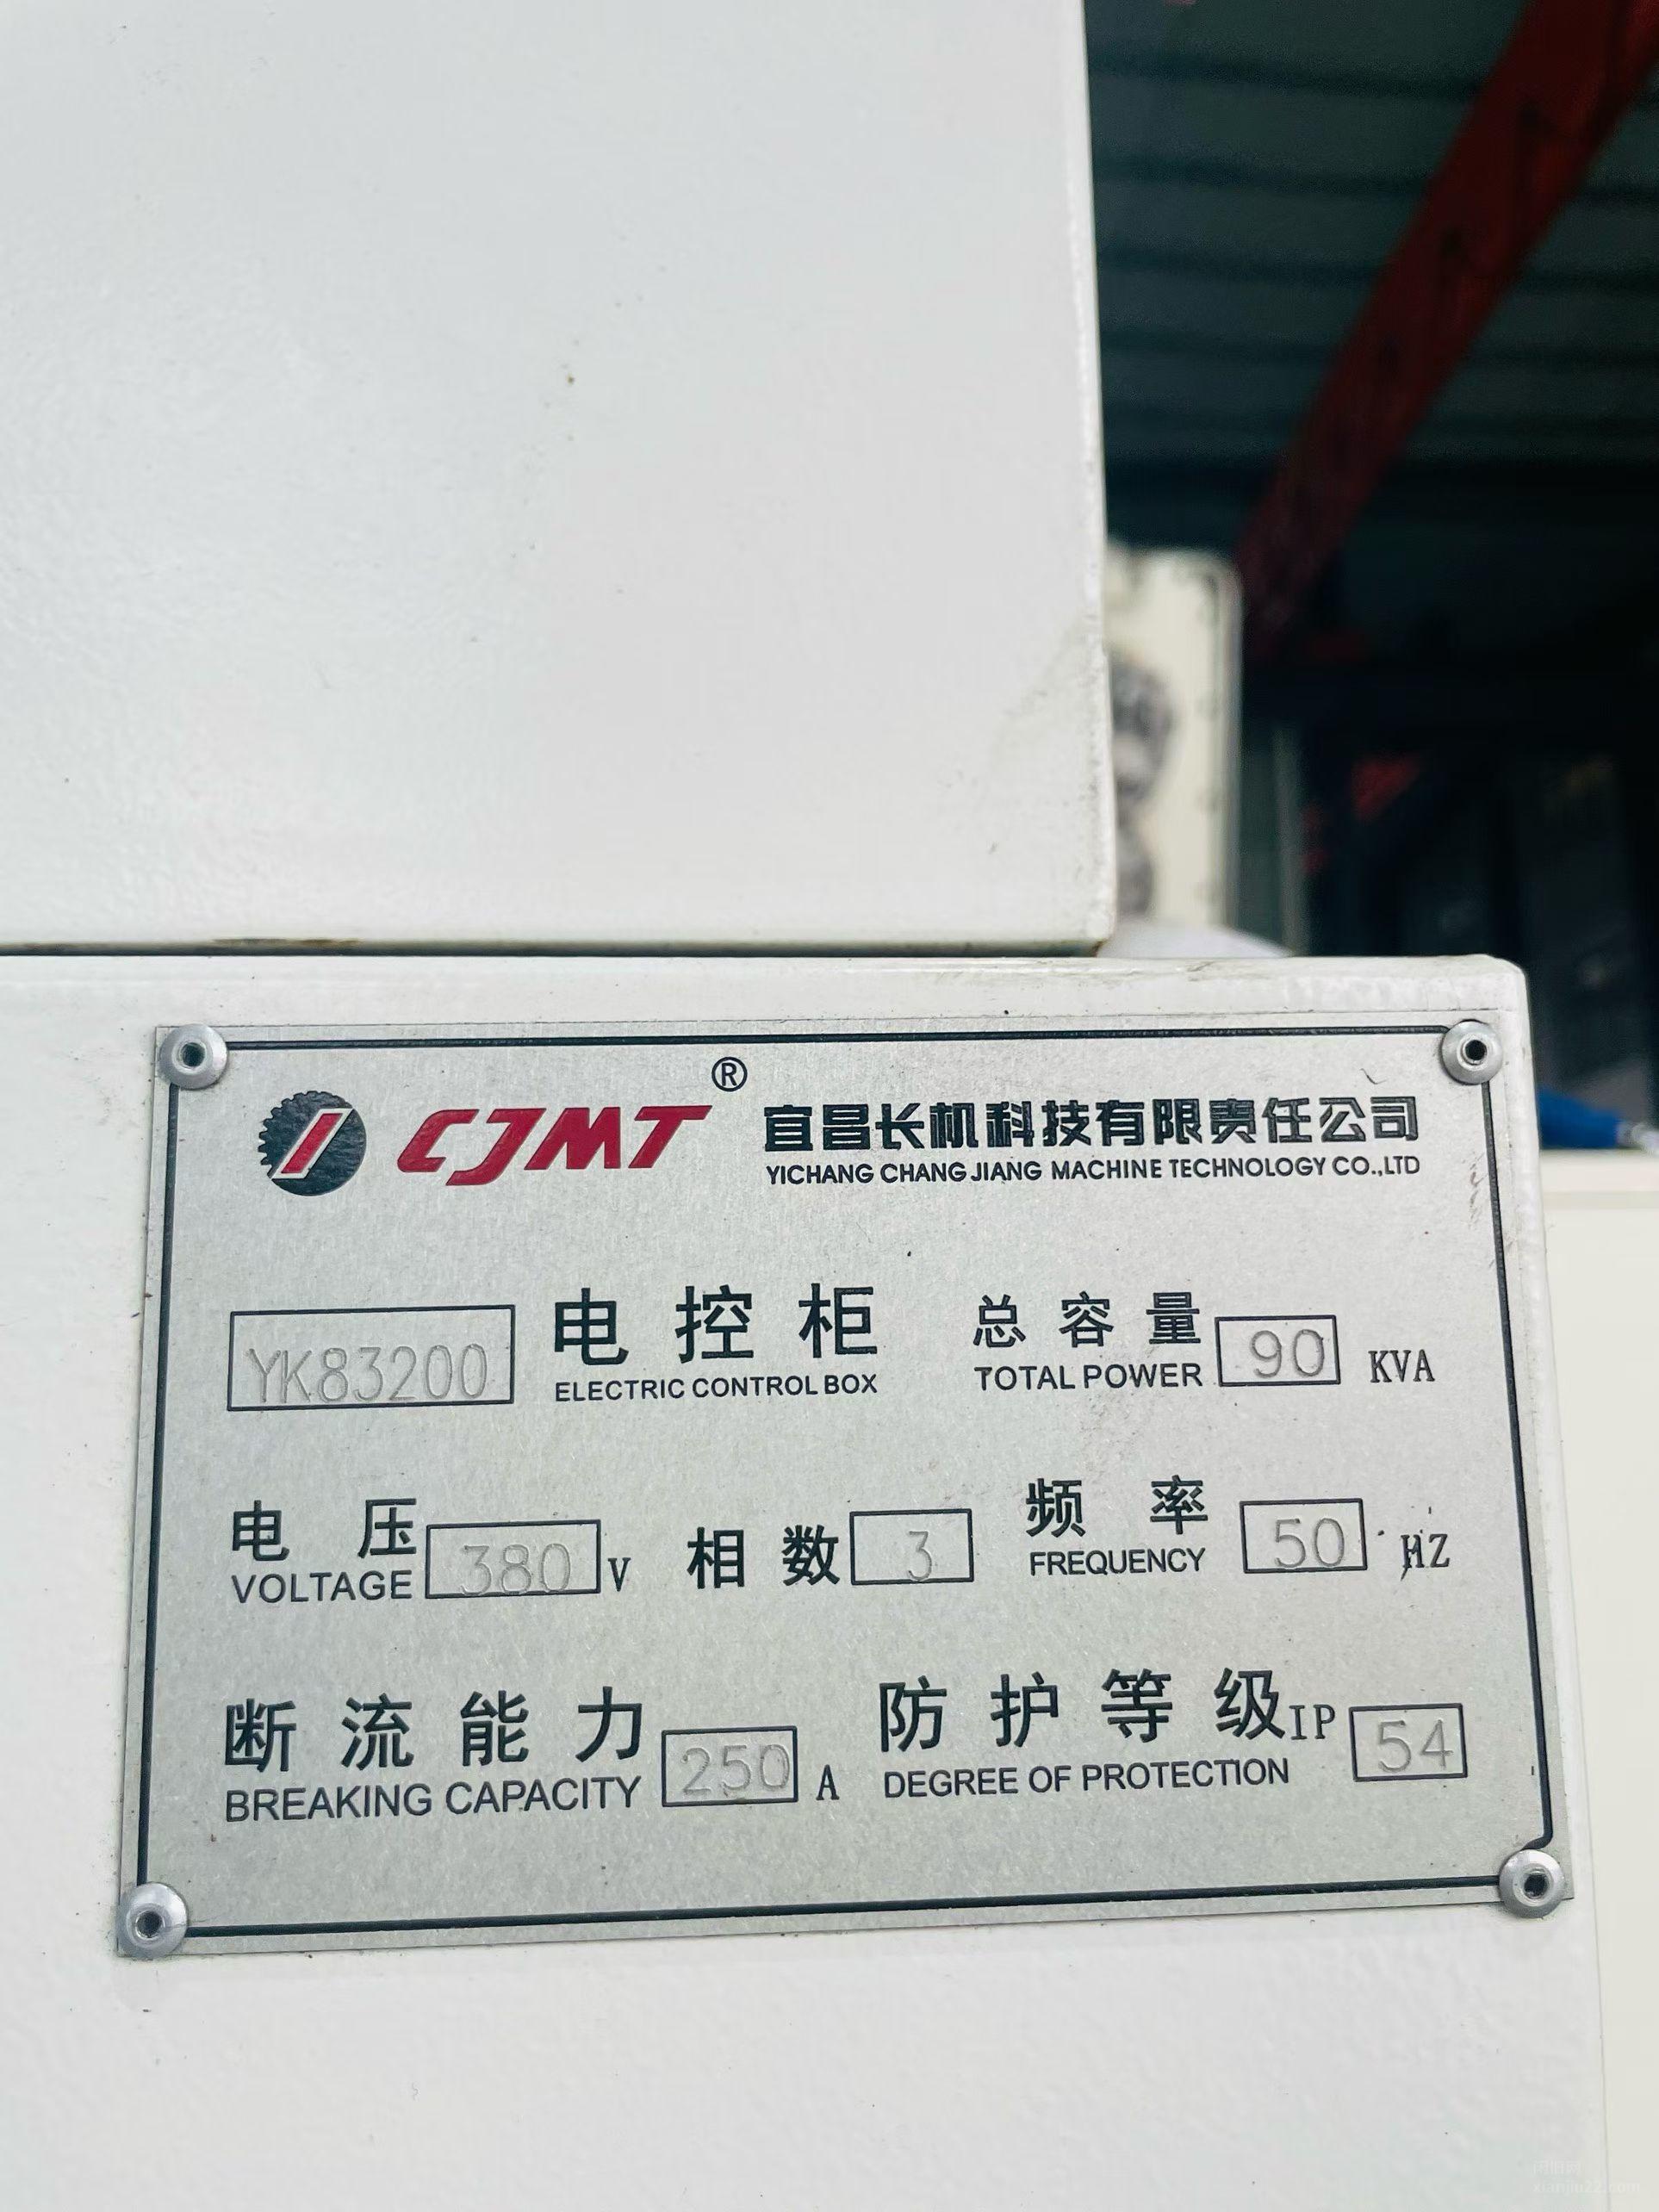 CJMT® 宜昌长机科技有限责任公司
YICHANG CHANG JIANG MACHINE TECHNOLOGY CO.,LTD
YK83200 电控柜 总容量 90 KVA
ELECTRIC CONTROL BOX TOTAL POWER
电压 380 V 相数 3 频率 50 HZ
VOLTAGE FREQUENCY
断流能力 250 A 防护等级 IP 54
BREAKING CAPACITY DEGREE OF PROTECTION